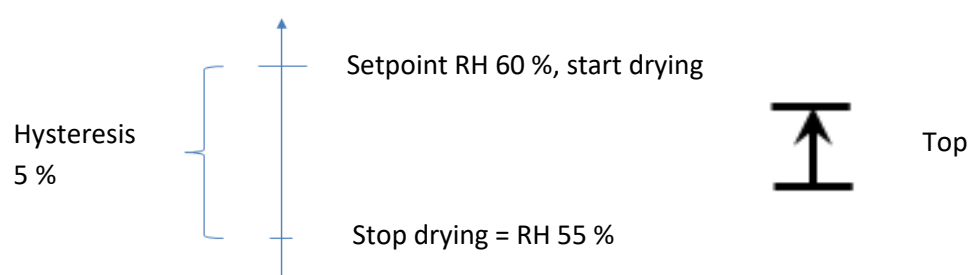 Setpoint RH 60 %, start drying
Hysteresis
5 %
Top
Stop drying = RH 55 %